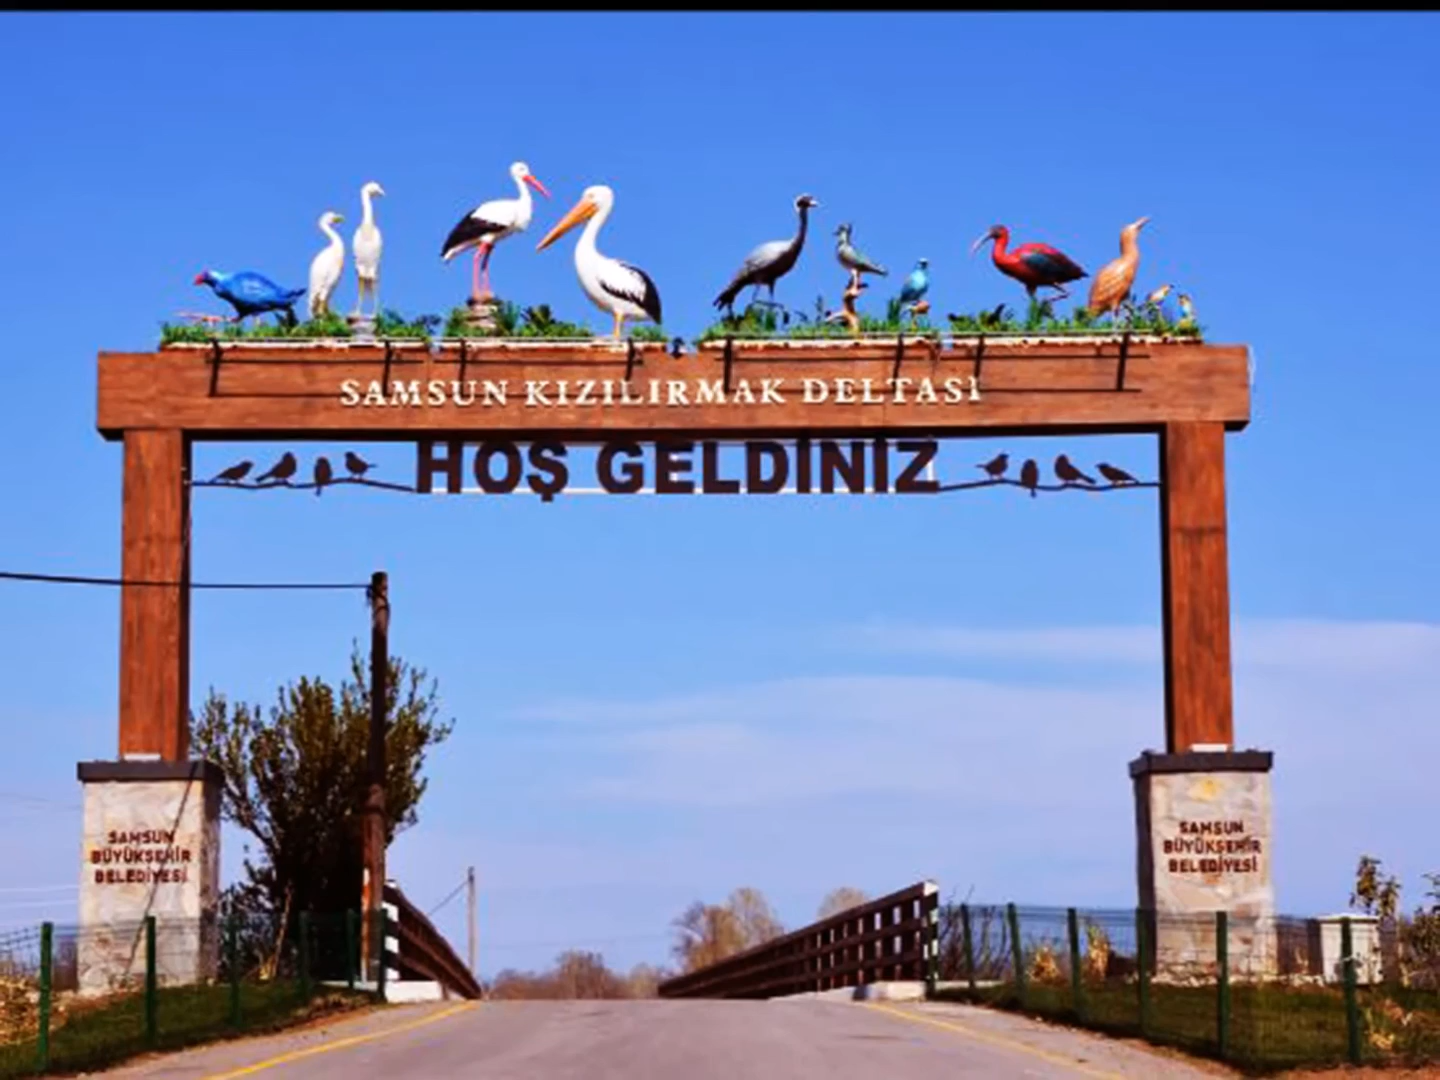 SAMSUN KIZILIRMAK DELTASI
HOŞ GELDİNİZ
SAMSUN
BÜYÜKŞEHİR
BELEDİYESİ
SAMSUN
BÜYÜKŞEHİR
BELEDİYESİ